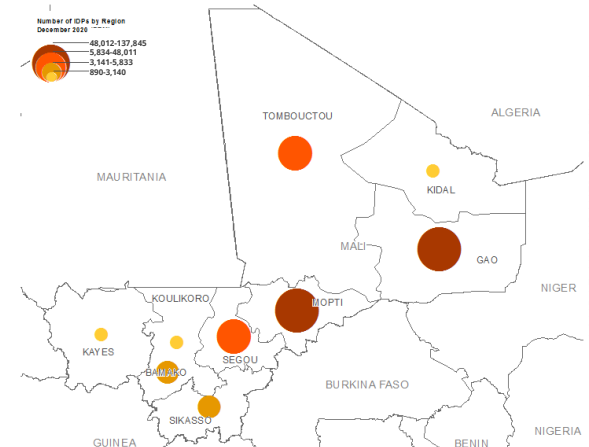 Number of IDPs by Region
December 2020
48,012-137,845
5,834-48,011
3,141-5,833
890-3,140
TOMBOUCTOU
ALGERIA
MAURITANIA
KIDAL
MALI
GAO
NIGER
KOULIKORO
MOPTI
KAYES
SEGOU
BAMAKO
BURKINA FASO
SIKASSO
GUINEA
BENIN
NIGERIA